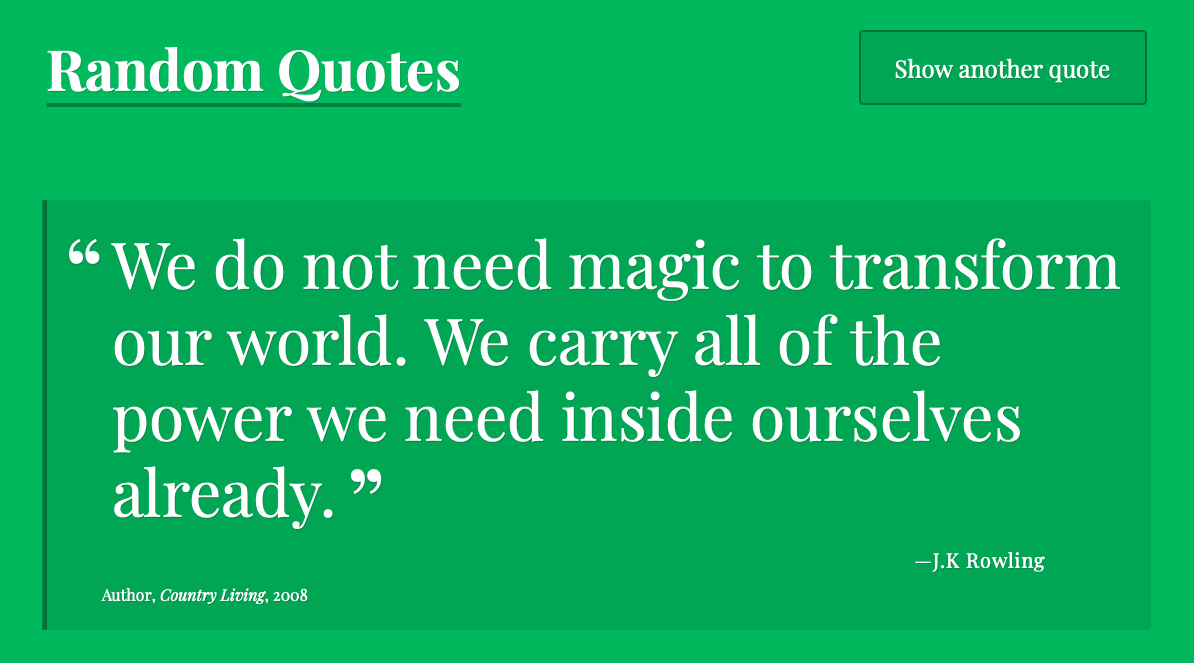 Random Quotes
Show another quote
“ We do not need magic to transform
our world. We carry all of the
power we need inside ourselves
already. ”
—J.K Rowling
Author, Country Living, 2008